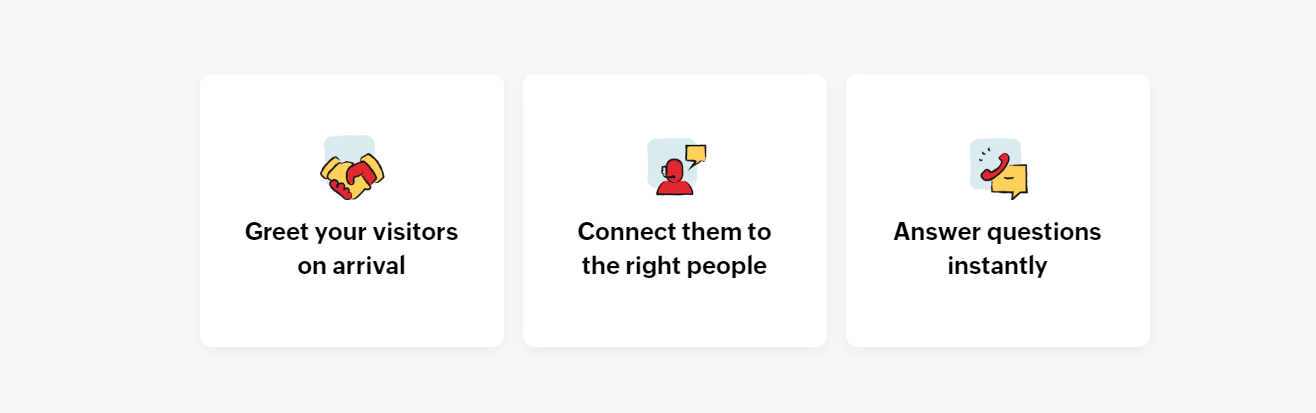 Greet your visitors
on arrival
Connect them to
the right people
Answer questions
instantly